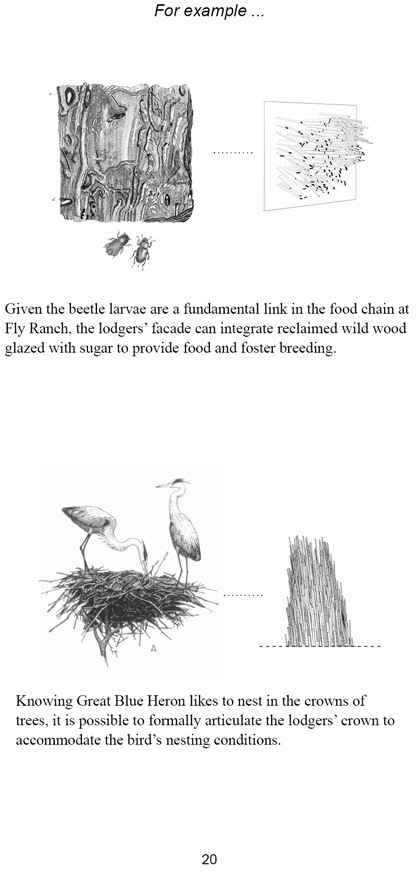 For example ...
Given the beetle larvae are a fundamental link in the food chain at
Fly Ranch, the lodgers’ facade can integrate reclaimed wild wood
glazed with sugar to provide food and foster breeding.
Knowing Great Blue Heron likes to nest in the crowns of
trees, it is possible to formally articulate the lodgers’ crown to
accommodate the bird’s nesting conditions.
20